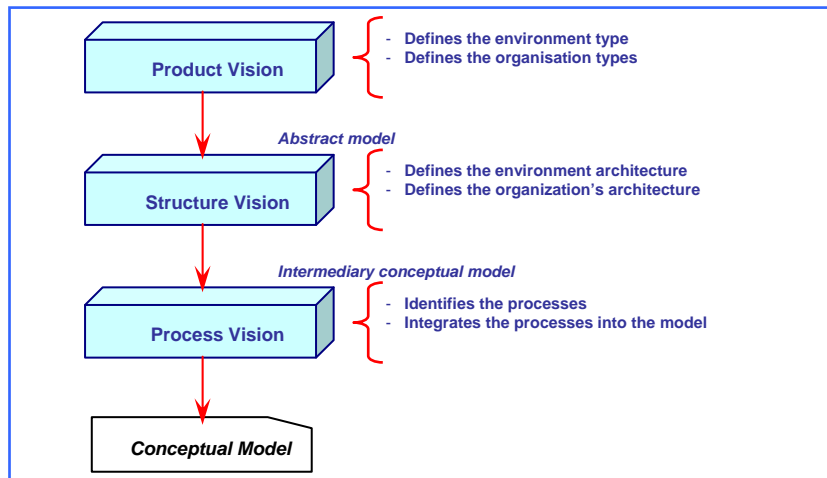 Product Vision
- Defines the environment type
- Defines the organisation types
Abstract model
Structure Vision
- Defines the environment architecture
- Defines the organization’s architecture
Intermediary conceptual model
Process Vision
- Identifies the processes
- Integrates the processes into the model
Conceptual Model